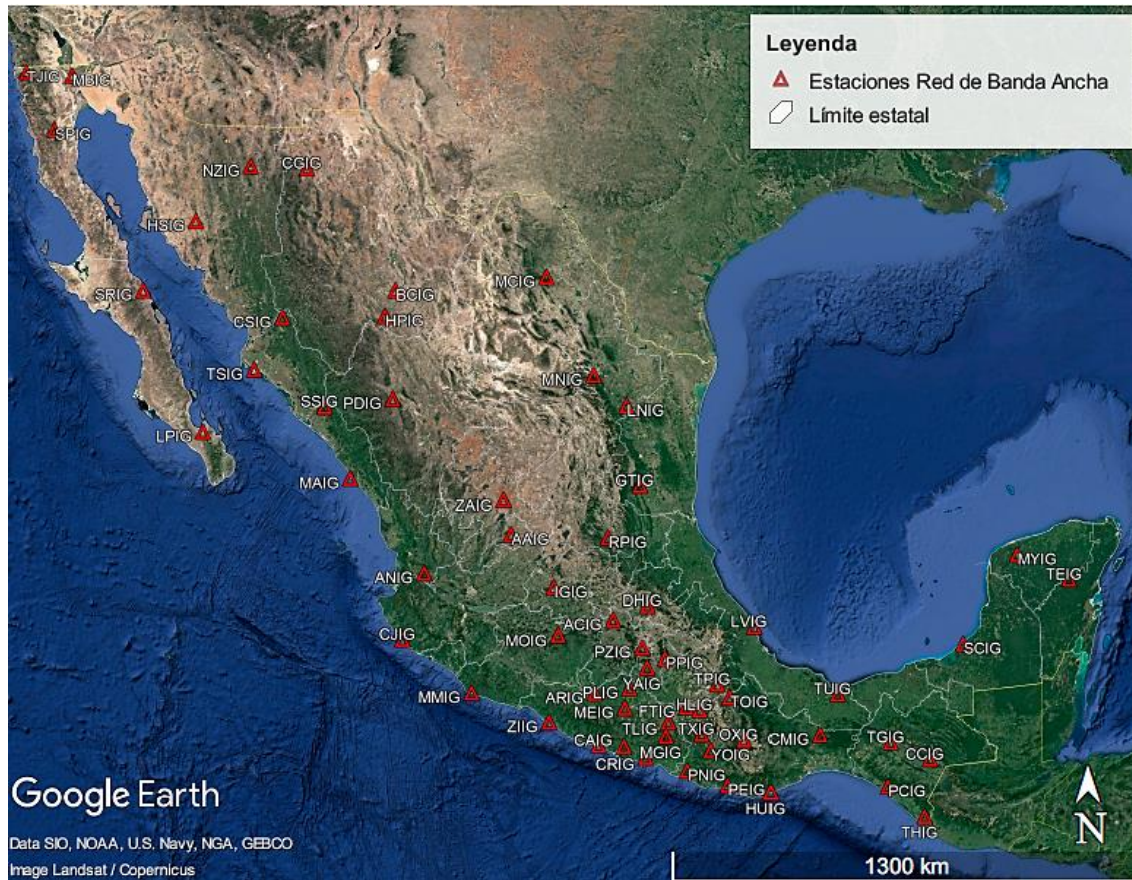 Leyenda
Estaciones Red de Banda Ancha
Límite estatal
TJIG
MBIG
SPIG
NZIG
CGIG
HSIG
SRIG
BCIG
MCIG
CSIG
HPIG
TSIG
MNIG
SSIG
PDIG
LNIG
LPIG
MAIG
GTIG
ZAIG
AAIG
RPIG
MYIG
TEIG
ANIG
IGIG
DHIG
ACIG
LVIG
CJIG
MOIG
SCIG
PZIG
PPIG
YAIG
TPIG
MMIG
ARIG
PLIG
TOIG
TUIG
MEIG
FTIG
HLIG
ZIIG
TLIG
TXIG
OXIG
CMIG
TGIG
CAIG
MGIG
YOIG
CRIG
CCIG
PNIG
PEIG
PCIG
HUIG
THIG
Google Earth
N
Data SIO, NOAA, U.S. Navy, NGA, GEBCO
Image Landsat / Copernicus
1300 km